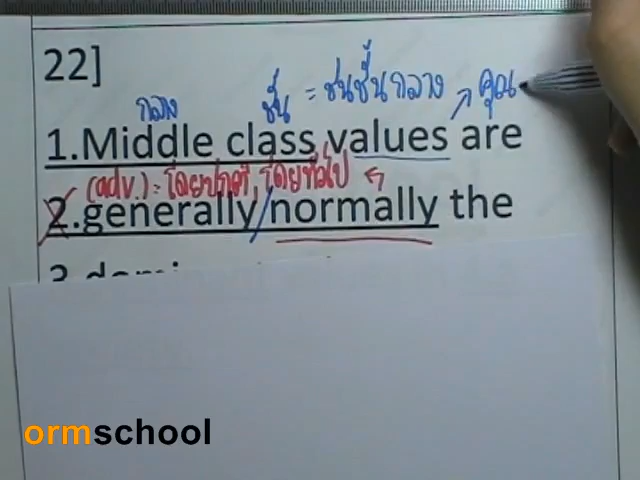 22]
กลาง ชั้น = ชนชั้นกลาง คุณ
1.Middle class values are
(adv.) = โดยปกติ, โดยทั่วไป
2.generally/normally the
3.
ormschool